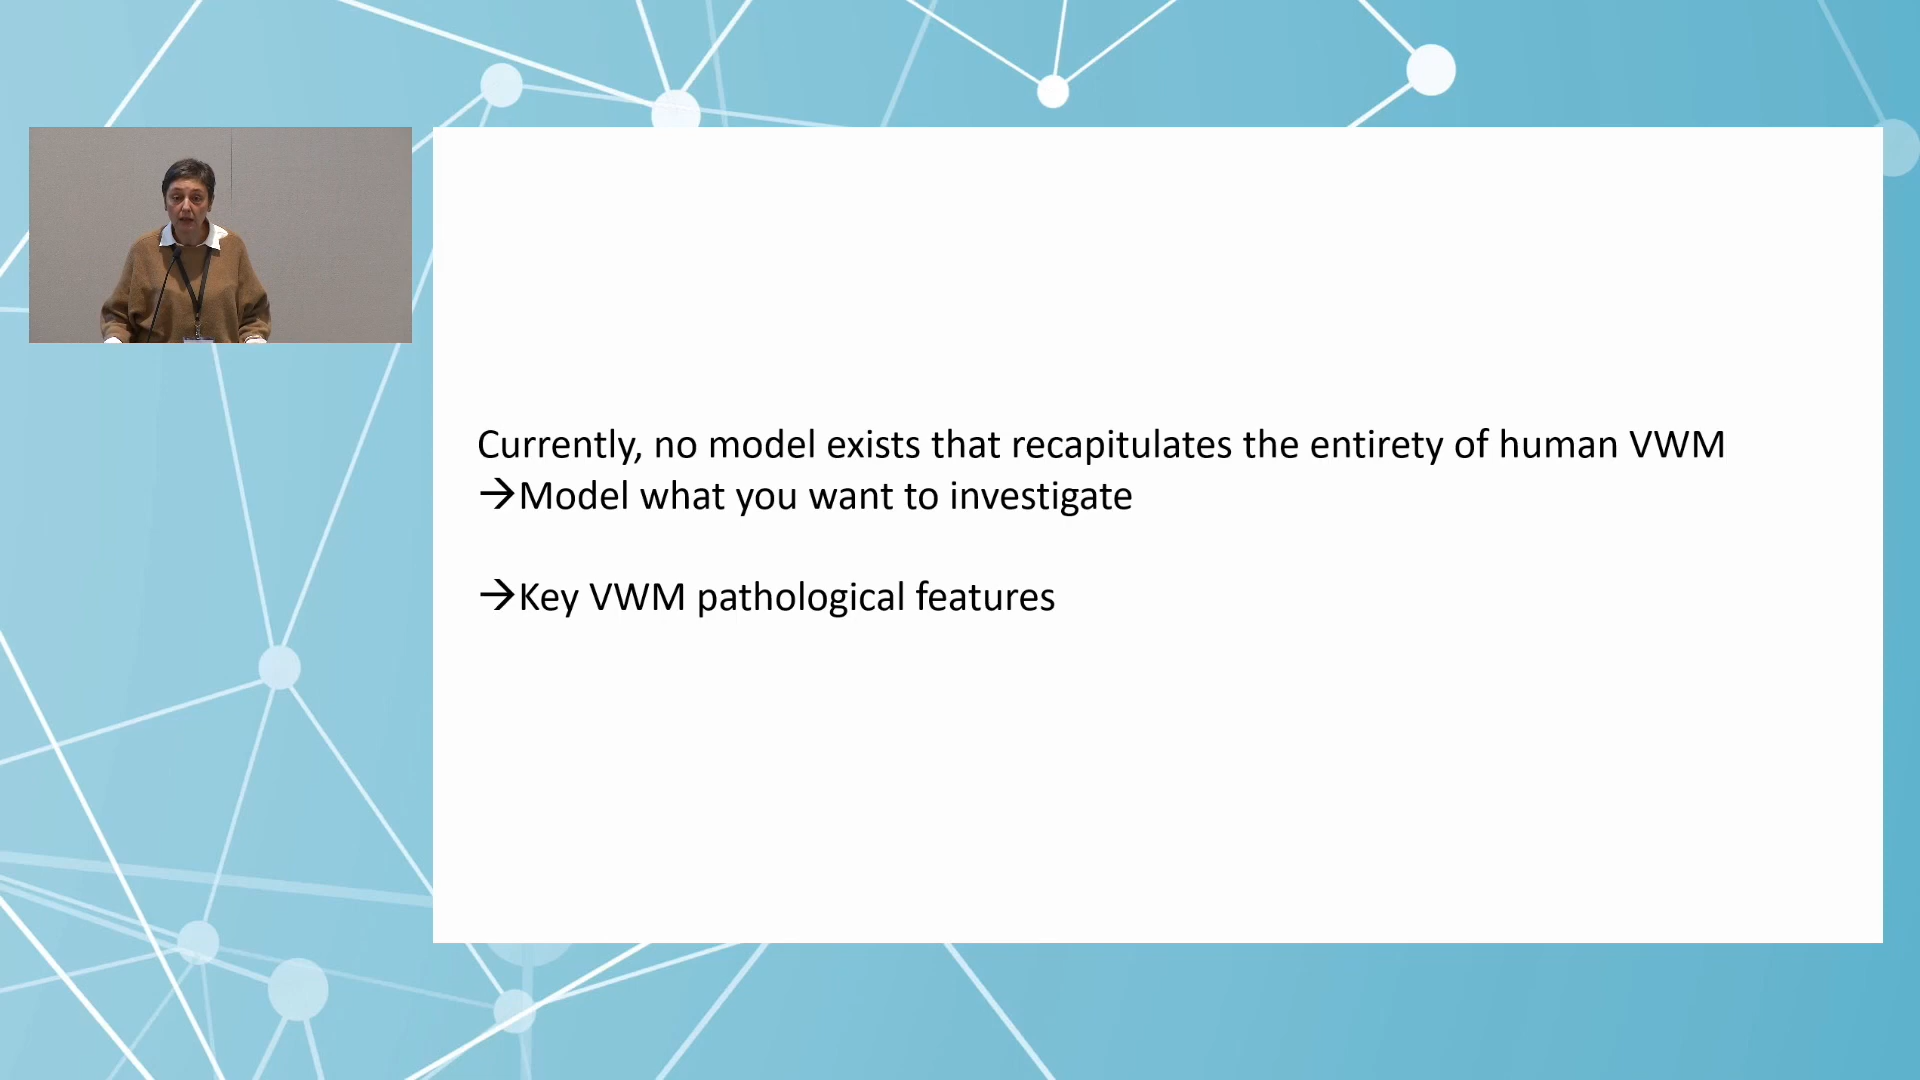 Currently, no model exists that recapitulates the entirety of human VWM
→Model what you want to investigate
→Key VWM pathological features